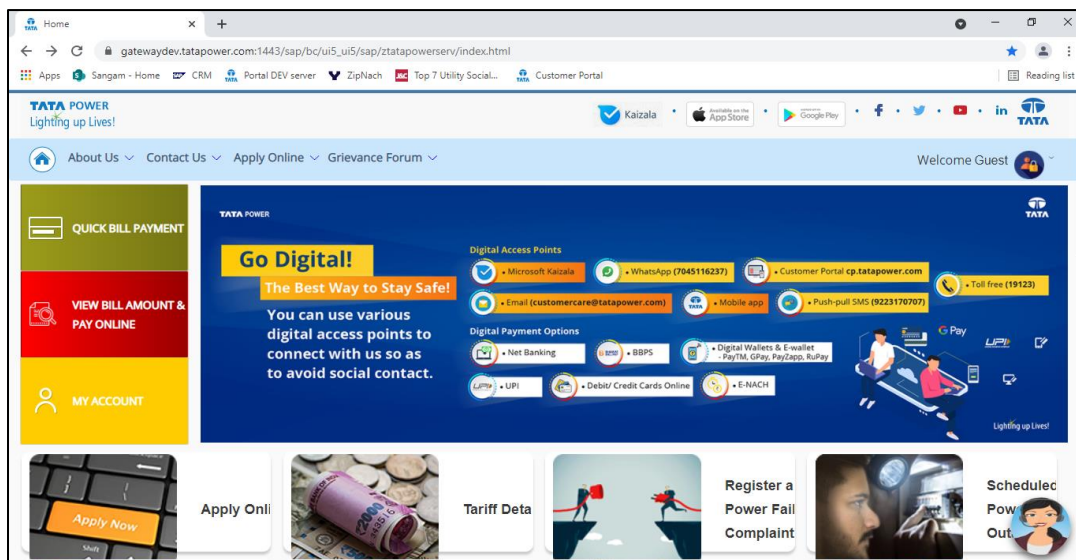 TATA Home
gatewaydev.tatapower.com:1443/sap/bc/ui5_ui5/sap/ztatapowerserv/index.html
Apps Sangam - Home CRM Portal DEV server ZipNach Top 7 Utility Social... Customer Portal Reading list
TATA POWER
Lighting up Lives!
Kaizala
Available on the
App Store
Google Play
TATA
About Us Contact Us Apply Online Grievance Forum Welcome Guest
QUICK BILL PAYMENT
VIEW BILL AMOUNT &
PAY ONLINE
MY ACCOUNT
TATA POWER
TATA
Go Digital!
The Best Way to Stay Safe!
You can use various
digital access points to
connect with us so as
to avoid social contact.
Digital Access Points
• Microsoft Kaizala • WhatsApp (7045116237) • Customer Portal cp.tatapower.com
• Toll free (19123)
• Email (customercare@tatapower.com) • Mobile app • Push-pull SMS (9223170707)
Digital Payment Options
• Net Banking • BBPS • Digital Wallets & E-wallet
- PayTM, GPay, PayZapp, RuPay
• UPI • Debit/ Credit Cards Online • E-NACH
G Pay
UPI
Lighting up Lives!
Apply Now
Shift
Apply Onli
₹2000
Tariff Deta
Register a
Power Fail
Complaint
Scheduled
Pow
Out